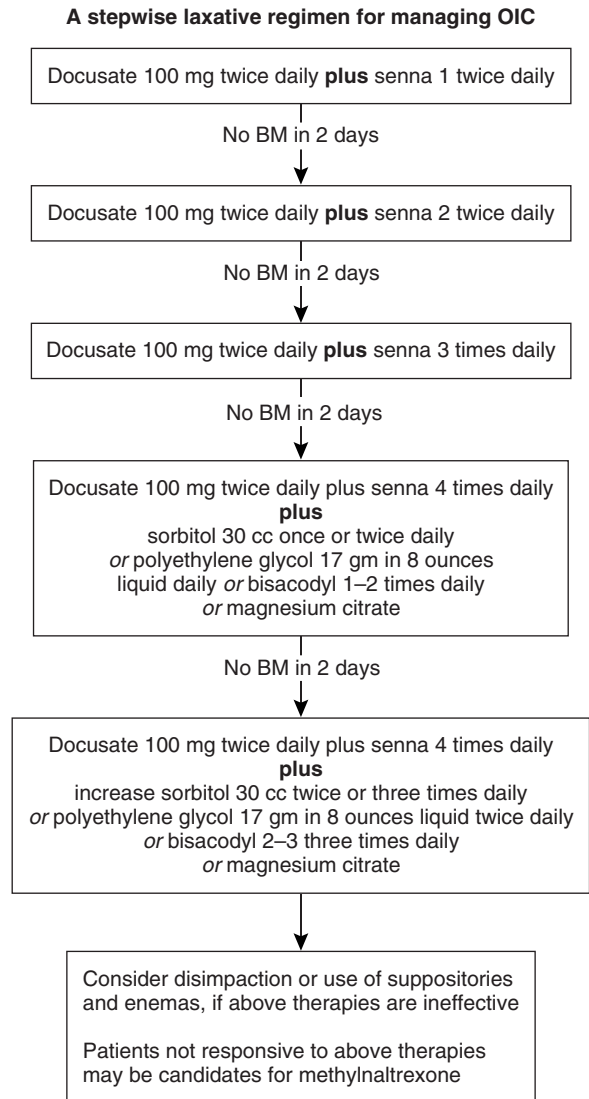 A stepwise laxative regimen for managing OIC
Docusate 100 mg twice daily plus senna 1 twice daily
No BM in 2 days
Docusate 100 mg twice daily plus senna 2 twice daily
No BM in 2 days
Docusate 100 mg twice daily plus senna 3 times daily
No BM in 2 days
Docusate 100 mg twice daily plus senna 4 times daily
plus
sorbitol 30 cc once or twice daily
or polyethylene glycol 17 gm in 8 ounces
liquid daily or bisacodyl 1–2 times daily
or magnesium citrate
No BM in 2 days
Docusate 100 mg twice daily plus senna 4 times daily
plus
increase sorbitol 30 cc twice or three times daily
or polyethylene glycol 17 gm in 8 ounces liquid twice daily
or bisacodyl 2–3 three times daily
or magnesium citrate
Consider disimpaction or use of suppositories
and enemas, if above therapies are ineffective
Patients not responsive to above therapies
may be candidates for methylnaltrexone